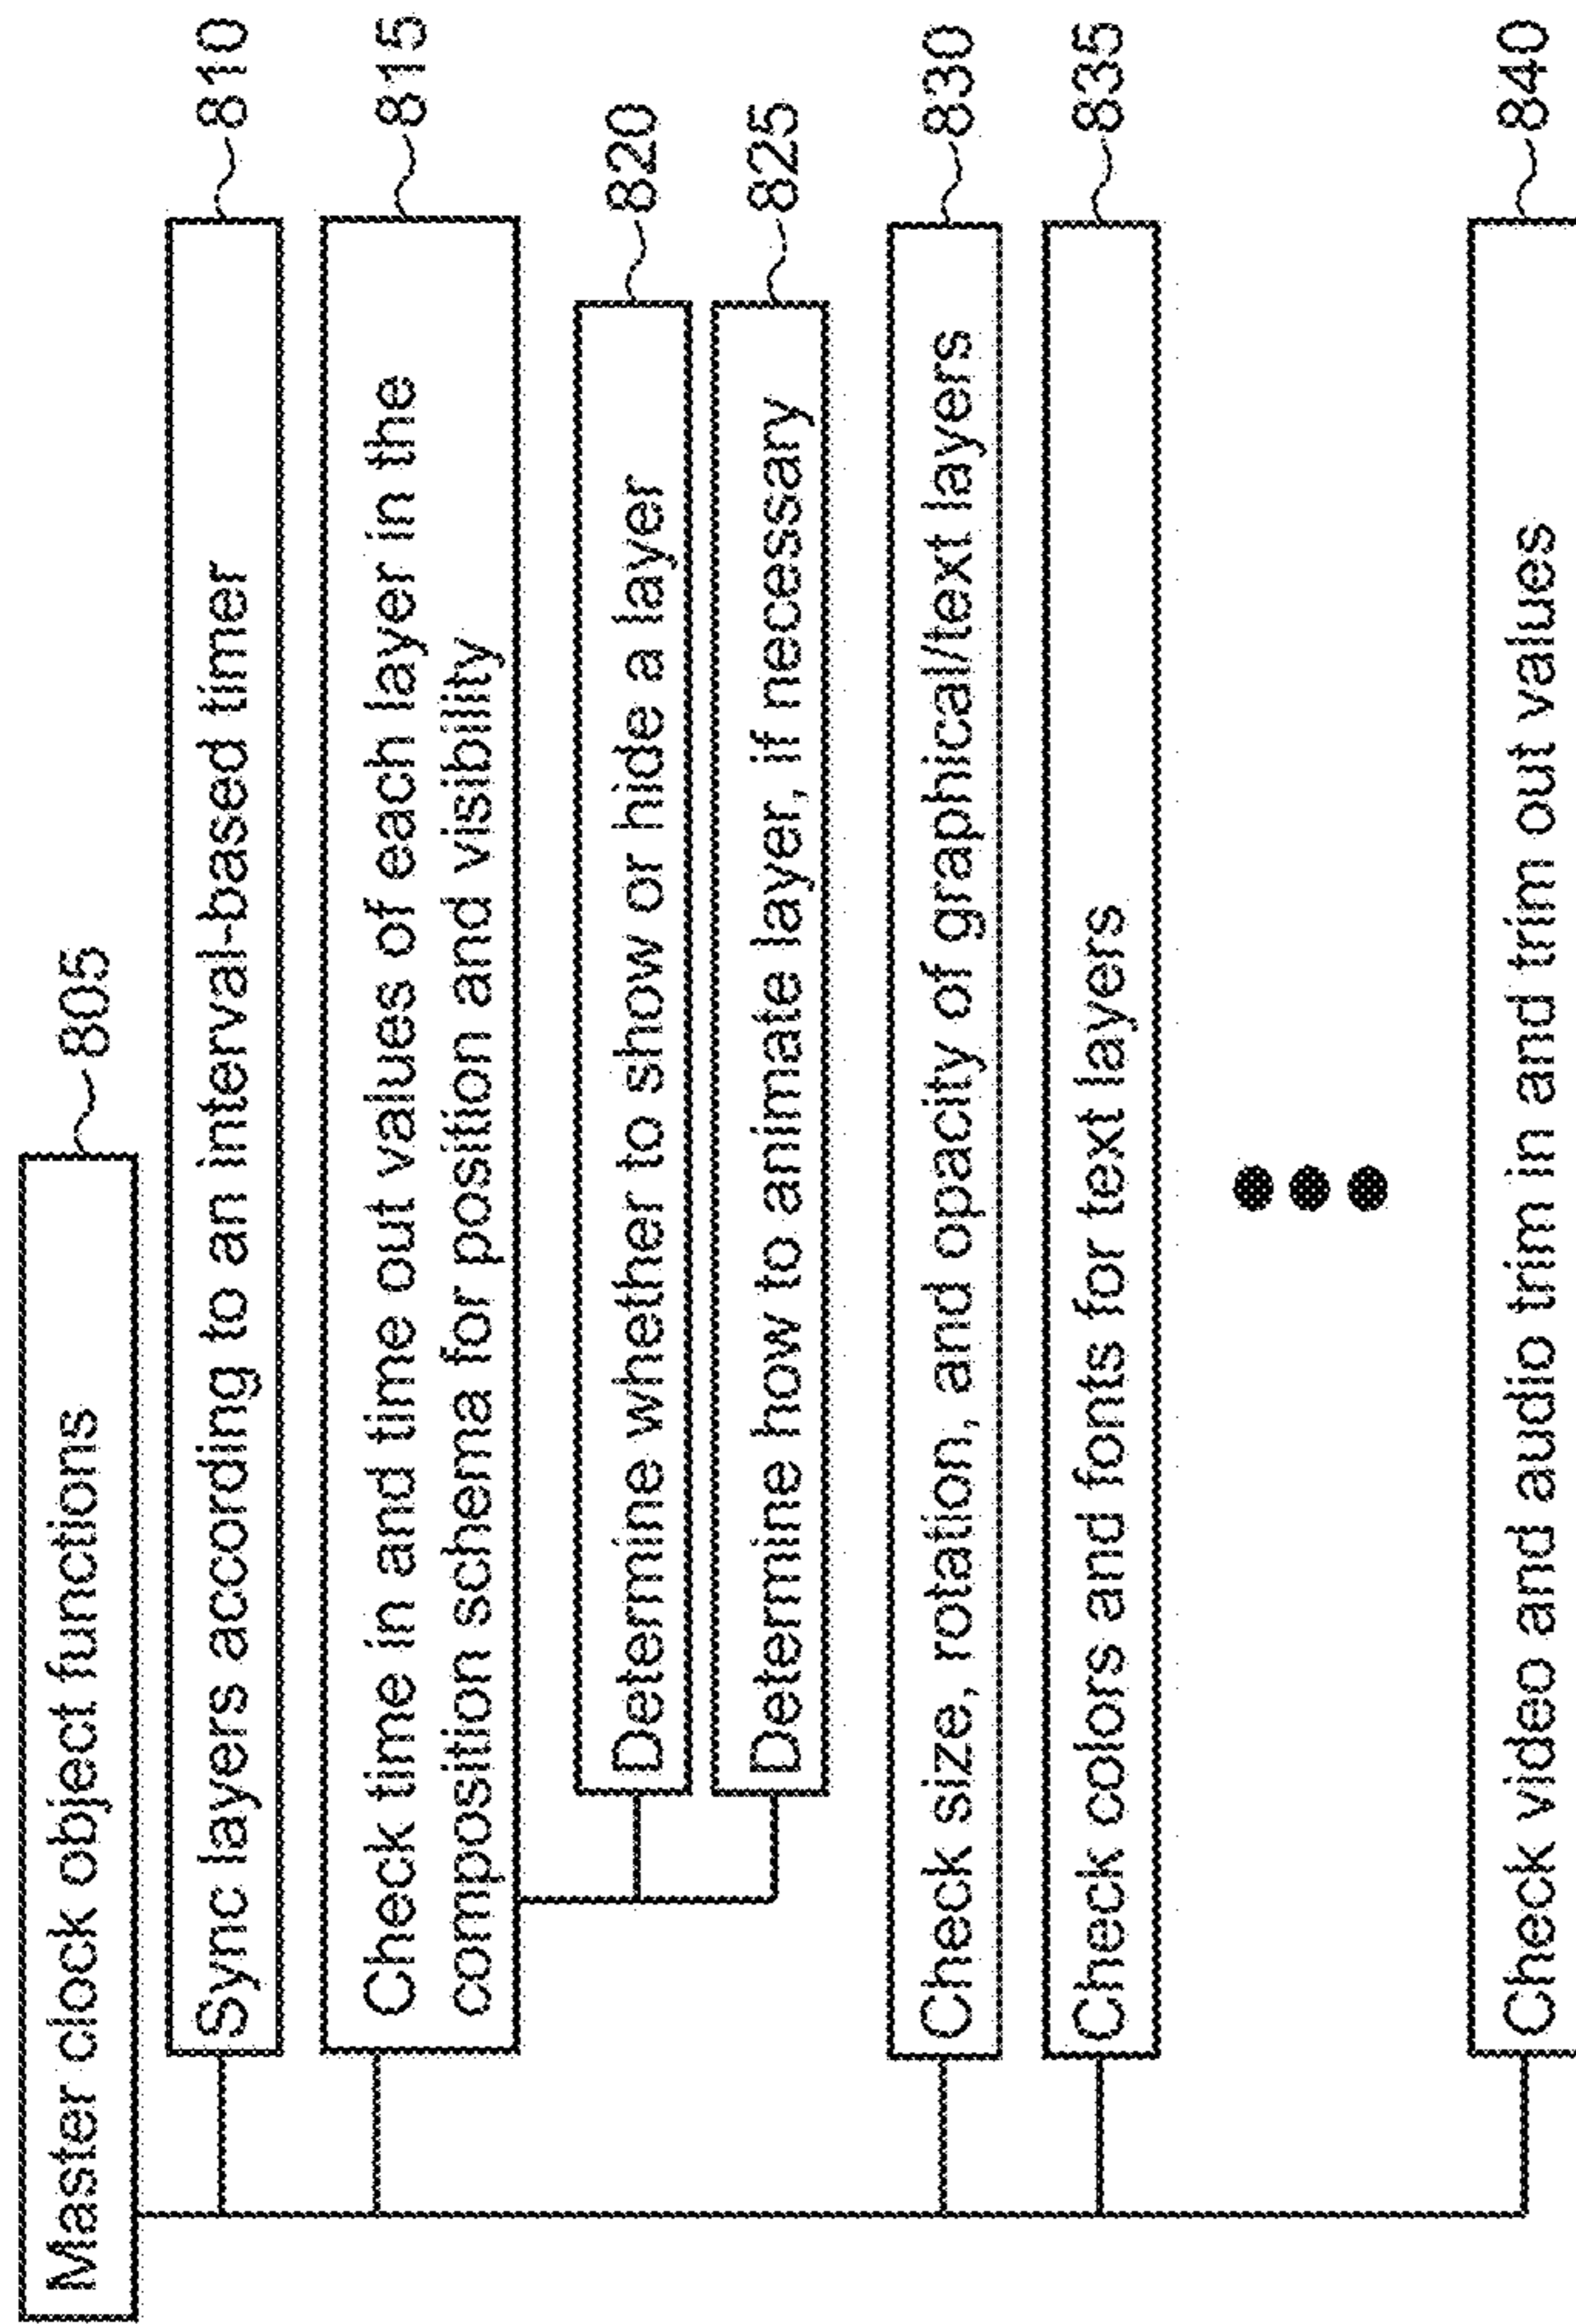 Master clock object functions
805
Sync layers according to an interval-based timer
810
Check time in and time out values of each layer in the
composition schema for position and visibility
815
Determine whether to show or hide a layer
820
Determine how to animate layer, if necessary
825
Check size, rotation, and opacity of graphical/text layers
830
Check colors and fonts for text layers
835
Check video and audio trim in and trim out values
840